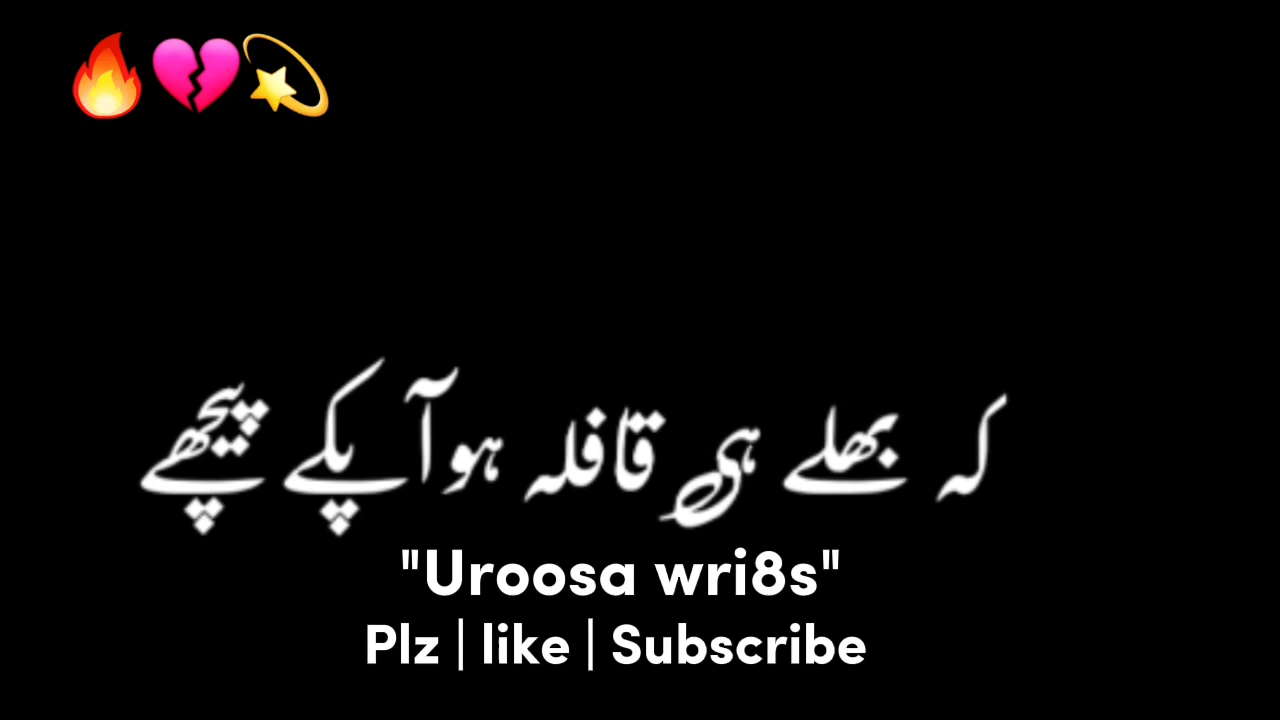 🔥💔💫
کہ بھلے ہی قافلہ ہو آپکے پیچھے
"Uroosa wri8s"
Plz | like | Subscribe